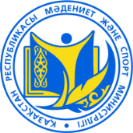 ҚАЗАҚСТАН РЕСПУБЛИКАСЫ МӘДЕНИЕТ ЖӘНЕ СПОРТ МИНИСТРЛІГІ